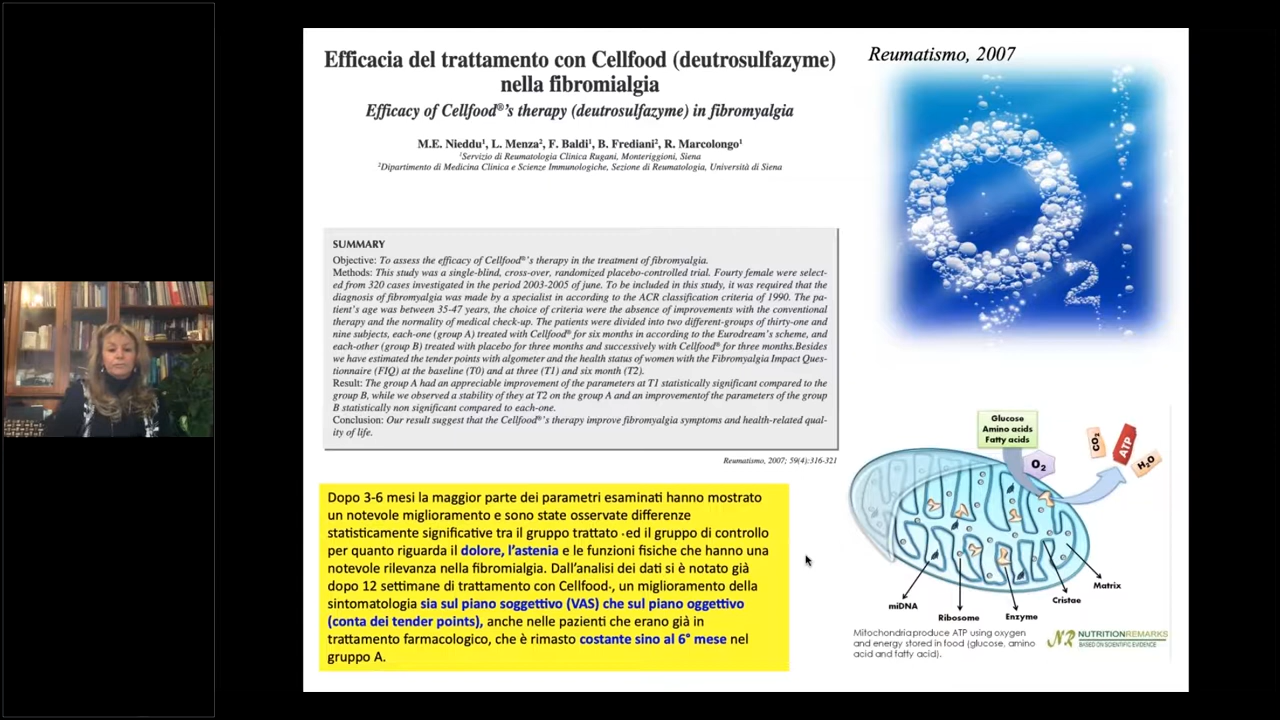 Efficacia del trattamento con Cellfood (deutrosulfazyme)
nella fibromialgia
Efficacy of Cellfood®'s therapy (deutrosulfazyme) in fibromyalgia
M.E. Nieddu¹, L. Menza², F. Baldi¹, B. Frediani², R. Marcolongo¹
¹Servizio di Reumatologia Clinica Rugani, Monteriggioni, Siena
²Dipartimento di Medicina Clinica e Scienze Immunologiche, Sezione di Reumatologia, Università di Siena
Reumatismo, 2007
O2
SUMMARY
Objective: To assess the efficacy of Cellfood®'s therapy in the treatment of fibromyalgia.
Methods: This study was a single-blind, cross-over, randomized placebo-controlled trial. Fourty female were select-
ed from 320 cases investigated in the period 2003-2005 of june. To be included in this study, it was required that the
diagnosis of fibromyalgia was made by a specialist in according to the ACR classification criteria of 1990. The pa-
tient's age was between 35-47 years, the choice of criteria were the absence of improvements with the conventional
therapy and the normality of medical check-up. The patients were divided into two different-groups of thirty-one and
nine subjects, each-one (group A) treated with Cellfood® for six months in according to the Eurodream's scheme, and
each-other (group B) treated with placebo for three months and successively with Cellfood® for three months.Besides
we have estimated the tender points with algometer and the health status of women with the Fibromyalgia Impact Ques-
tionnaire (FIQ) at the baseline (T0) and at three (T1) and six month (T2).
Result: The group A had an appreciable improvement of the parameters at T1 statistically significant compared to the
group B, while we observed a stability of they at T2 on the group A and an improvementof the parameters of the group
B statistically non significant compared to each-one.
Conclusion: Our result suggest that the Cellfood®'s therapy improve fibromyalgia symptoms and health-related qual-
ity of life.
Reumatismo, 2007; 59(4):316-321
Dopo 3-6 mesi la maggior parte dei parametri esaminati hanno mostrato
un notevole miglioramento e sono state osservate differenze
statisticamente significative tra il gruppo trattato -ed il gruppo di controllo
per quanto riguarda il dolore, l'astenia e le funzioni fisiche che hanno una
notevole rilevanza nella fibromialgia. Dall'analisi dei dati si è notato già
dopo 12 settimane di trattamento con Cellfood-, un miglioramento della
sintomatologia sia sul piano soggettivo (VAS) che sul piano oggettivo
(conta dei tender points), anche nelle pazienti che erano già in
trattamento farmacologico, che è rimasto costante sino al 6° mese nel
gruppo A.
Glucose
Amino acids
Fatty acids
O2
CO2
ATP
H2O
miDNA
Ribosome
Enzyme
Cristae
Matrix
Mitochondria produce ATP using oxygen
and energy stored in food (glucose, amino
acid and fatty acid).
NR NUTRITIONREMARKS
BASED ON SCIENTIFIC EVIDENCE